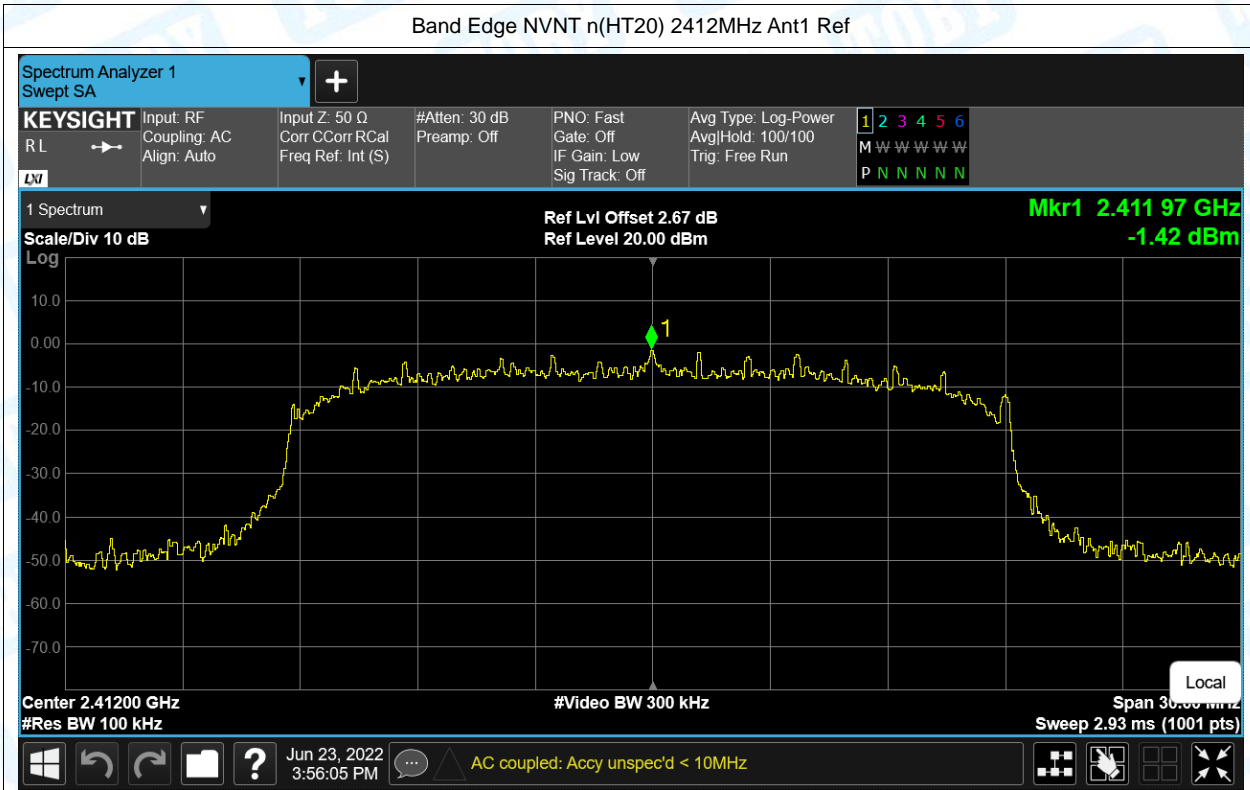 Band Edge NVNT n(HT20) 2412MHz Ant1 Ref
Spectrum Analyzer 1
Swept SA
KEYSIGHT
R L
LXI
Input: RF
Coupling: AC
Align: Auto
Input Z: 50 Ω
Corr CCorr RCal
Freq Ref: Int (S)
#Atten: 30 dB
Preamp: Off
PNO: Fast
Gate: Off
IF Gain: Low
Sig Track: Off
Avg Type: Log-Power
Avg|Hold: 100/100
Trig: Free Run
1 2 3 4 5 6
M W W W W W
P N N N N N
1 Spectrum
Scale/Div 10 dB
Ref Lvl Offset 2.67 dB
Ref Level 20.00 dBm
Mkr1 2.411 97 GHz
-1.42 dBm
Log
10.0
0.00
-10.0
-20.0
-30.0
-40.0
-50.0
-60.0
-70.0
1
Center 2.41200 GHz
#Res BW 100 kHz
#Video BW 300 kHz
Local
Span 30.00 MHz
Sweep 2.93 ms (1001 pts)
?
Jun 23, 2022
3:56:05 PM
AC coupled: Accy unspec'd < 10MHz